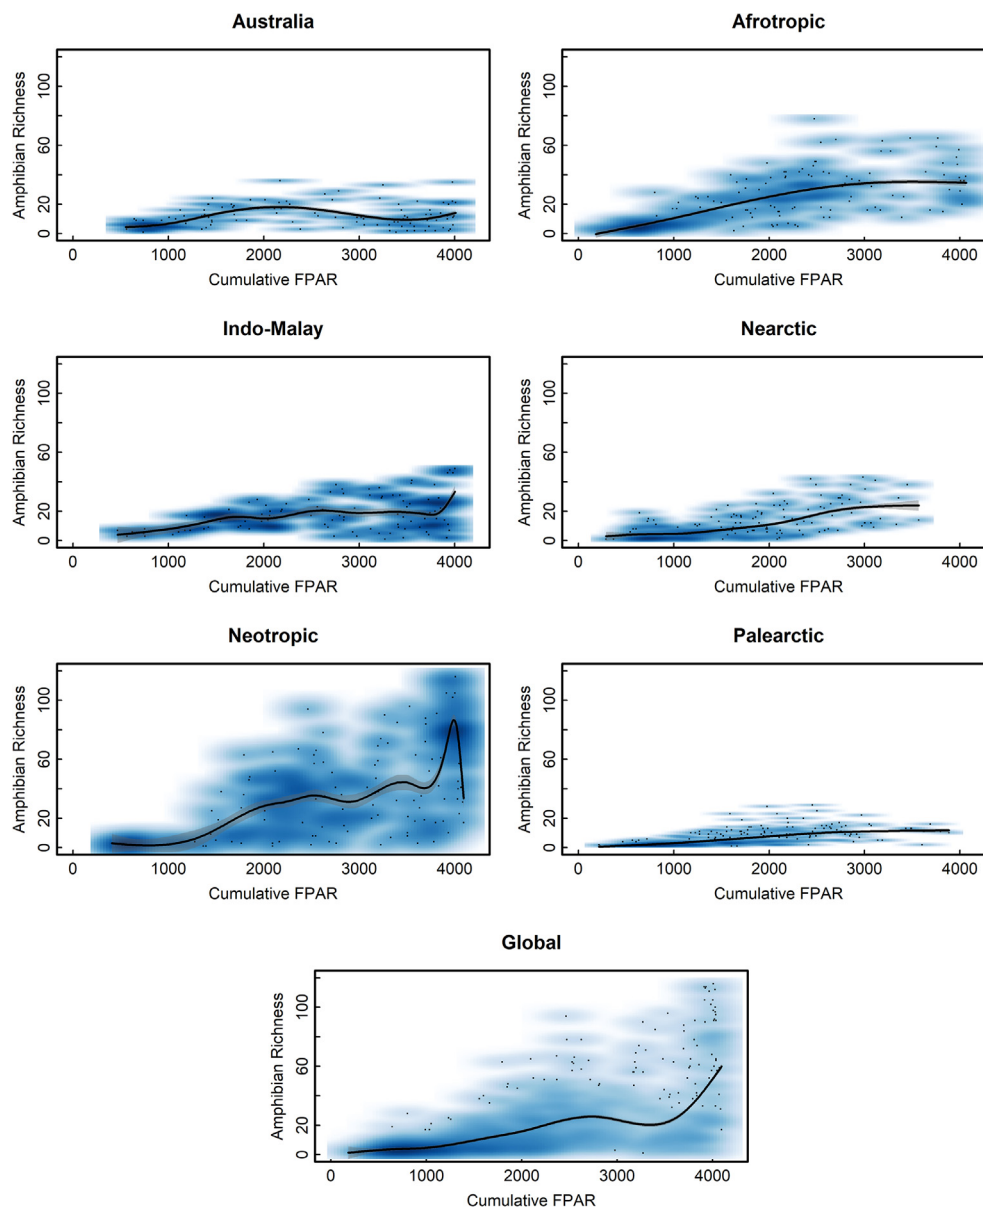 Australia
Amphibian Richness
0 20 60 100
0 1000 2000 3000 4000
Cumulative FPAR
Afrotropic
Amphibian Richness
0 20 60 100
0 1000 2000 3000 4000
Cumulative FPAR
Indo-Malay
Amphibian Richness
0 20 60 100
0 1000 2000 3000 4000
Cumulative FPAR
Nearctic
Amphibian Richness
0 20 60 100
0 1000 2000 3000 4000
Cumulative FPAR
Neotropic
Amphibian Richness
0 20 60 100
0 1000 2000 3000 4000
Cumulative FPAR
Palearctic
Amphibian Richness
0 20 60 100
0 1000 2000 3000 4000
Cumulative FPAR
Global
Amphibian Richness
0 20 60 100
0 1000 2000 3000 4000
Cumulative FPAR